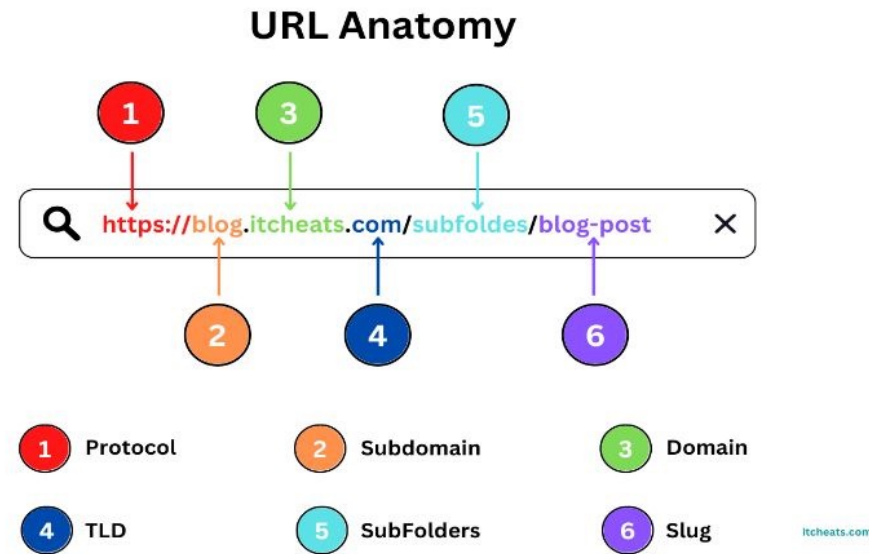 URL Anatomy
1
3
5
https://blog.itcheats.com/subfoldes/blog-post
2
4
6
1 Protocol
2 Subdomain
3 Domain
4 TLD
5 SubFolders
6 Slug
itcheats.com